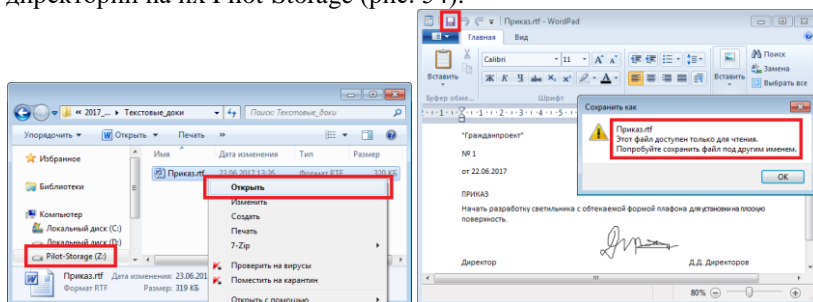 директории на их Pilot-Storage (рис. 54).
2017_... ▸ Текстовые_доки
Поиск: Текстовые_доки
Упорядочить
Открыть
Печать
»
Избранное
Библиотеки
Компьютер
Локальный диск (C:)
Локальный диск (D:)
Pilot-Storage (Z:)
Имя
Дата изменения
Тип
Размер
Приказ.rtf
23.06.2017 13:26
Формат RTF
320 КБ
Открыть
Изменить
Создать
Печать
7-Zip
Проверить на вирусы
Поместить на карантин
Открыть с помощью
Приказ.rtf Дата изменения: 23.06.201
Формат RTF Размер: 319 КБ
Приказ.rtf - WordPad
Главная
Вид
Вставить
Calibri
11
Ж К Ч abc X₂ X²
Вставить
Поиск
Замена
Выбрать все
Буфер обме...
Шрифт
Сохранить как
Приказ.rtf
Этот файл доступен только для чтения.
Попробуйте сохранить файл под другим именем.
OK
"Гражданпроект"
№ 1
от 22.06.2017
ПРИКАЗ
Начать разработку светильника с обтекаемой формой плафона для установки на плоскую
поверхность.
Директор
Д.Д. Директоров
80%